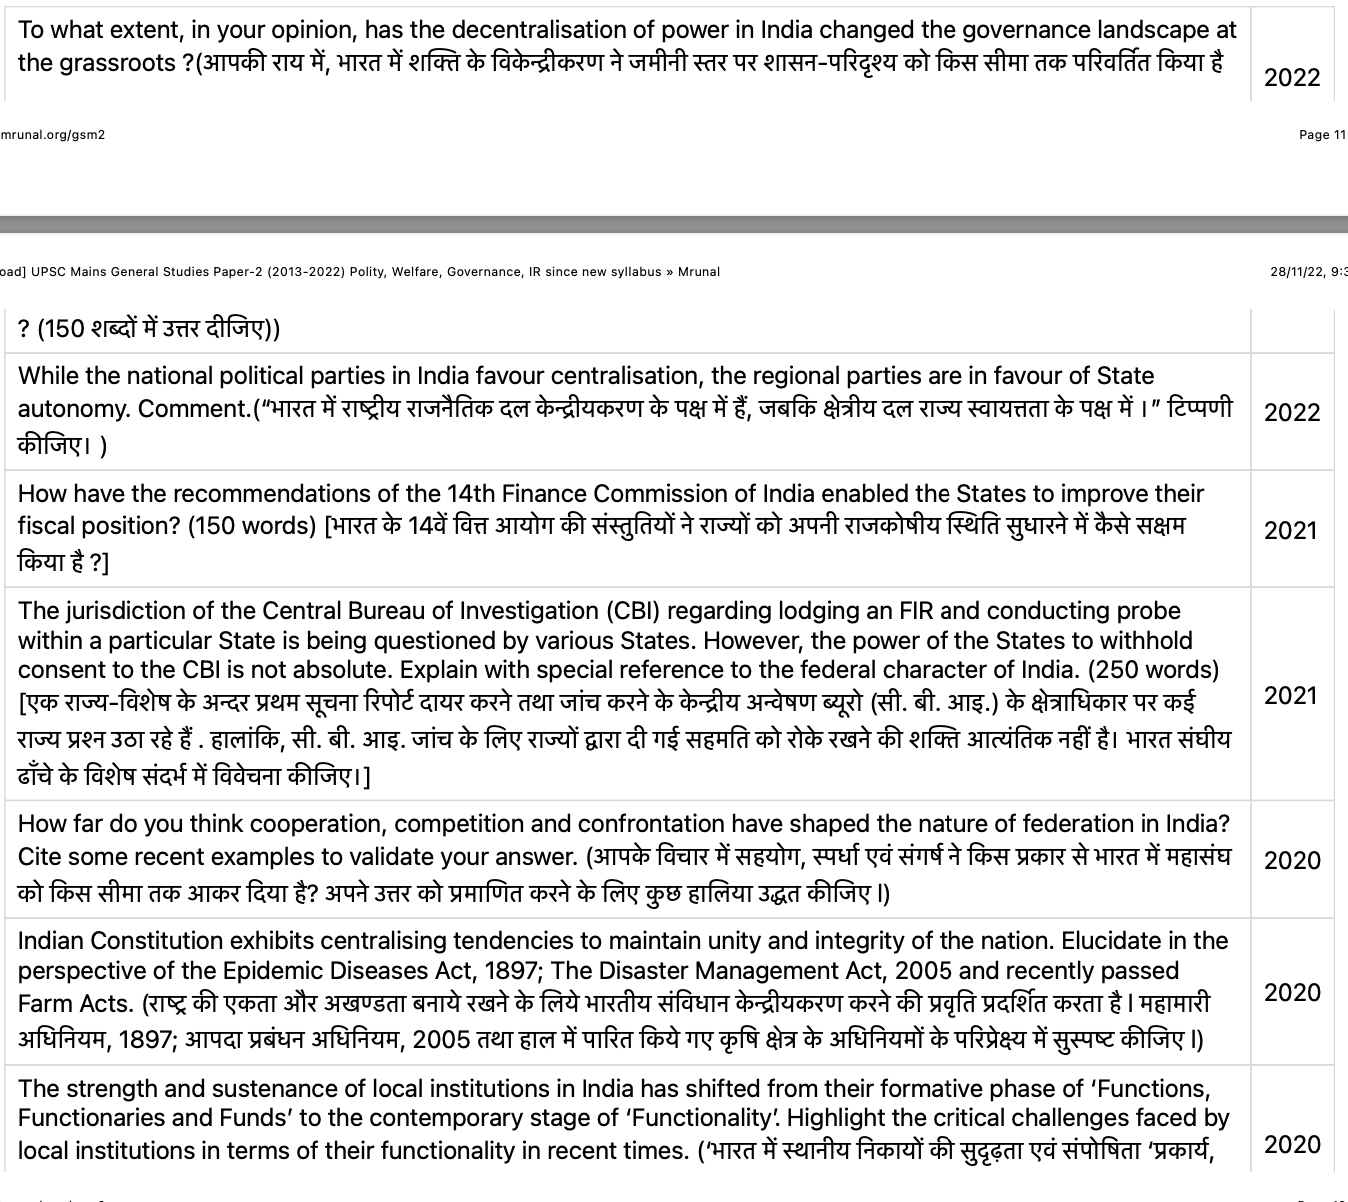 To what extent, in your opinion, has the decentralisation of power in India changed the governance landscape at
the grassroots ?(आपकी राय में, भारत में शक्ति के विकेन्द्रीकरण ने जमीनी स्तर पर शासन-परिदृश्य को किस सीमा तक परिवर्तित किया है
2022
mrunal.org/gsm2
Page 11
oad] UPSC Mains General Studies Paper-2 (2013-2022) Polity, Welfare, Governance, IR since new syllabus » Mrunal
28/11/22, 9:3
? (150 शब्दों में उत्तर दीजिए))
While the national political parties in India favour centralisation, the regional parties are in favour of State
autonomy. Comment.(“भारत में राष्ट्रीय राजनैतिक दल केन्द्रीयकरण के पक्ष में हैं, जबकि क्षेत्रीय दल राज्य स्वायत्तता के पक्ष में ।” टिप्पणी
कीजिए। )
2022
How have the recommendations of the 14th Finance Commission of India enabled the States to improve their
fiscal position? (150 words) [भारत के 14वें वित्त आयोग की संस्तुतियों ने राज्यों को अपनी राजकोषीय स्थिति सुधारने में कैसे सक्षम
किया है ?]
2021
The jurisdiction of the Central Bureau of Investigation (CBI) regarding lodging an FIR and conducting probe
within a particular State is being questioned by various States. However, the power of the States to withhold
consent to the CBI is not absolute. Explain with special reference to the federal character of India. (250 words)
[एक राज्य-विशेष के अन्दर प्रथम सूचना रिपोर्ट दायर करने तथा जांच करने के केन्द्रीय अन्वेषण ब्यूरो (सी. बी. आइ.) के क्षेत्राधिकार पर कई
राज्य प्रश्न उठा रहे हैं . हालांकि, सी. बी. आइ. जांच के लिए राज्यों द्वारा दी गई सहमति को रोके रखने की शक्ति आत्यंतिक नहीं है। भारत संघीय
ढाँचे के विशेष संदर्भ में विवेचना कीजिए।]
2021
How far do you think cooperation, competition and confrontation have shaped the nature of federation in India?
Cite some recent examples to validate your answer. (आपके विचार में सहयोग, स्पर्धा एवं संगर्ष ने किस प्रकार से भारत में महासंघ
को किस सीमा तक आकर दिया है? अपने उत्तर को प्रमाणित करने के लिए कुछ हालिया उद्धत कीजिए l)
2020
Indian Constitution exhibits centralising tendencies to maintain unity and integrity of the nation. Elucidate in the
perspective of the Epidemic Diseases Act, 1897; The Disaster Management Act, 2005 and recently passed
Farm Acts. (राष्ट्र की एकता और अखण्डता बनाये रखने के लिये भारतीय संविधान केन्द्रीयकरण करने की प्रवृति प्रदर्शित करता है l महामारी
अधिनियम, 1897; आपदा प्रबंधन अधिनियम, 2005 तथा हाल में पारित किये गए कृषि क्षेत्र के अधिनियमों के परिप्रेक्ष्य में सुस्पष्ट कीजिए l)
2020
The strength and sustenance of local institutions in India has shifted from their formative phase of ‘Functions,
Functionaries and Funds’ to the contemporary stage of ‘Functionality’. Highlight the critical challenges faced by
local institutions in terms of their functionality in recent times. (‘भारत में स्थानीय निकायों की सुदृढ़ता एवं संपोषिता ‘प्रकार्य,
2020